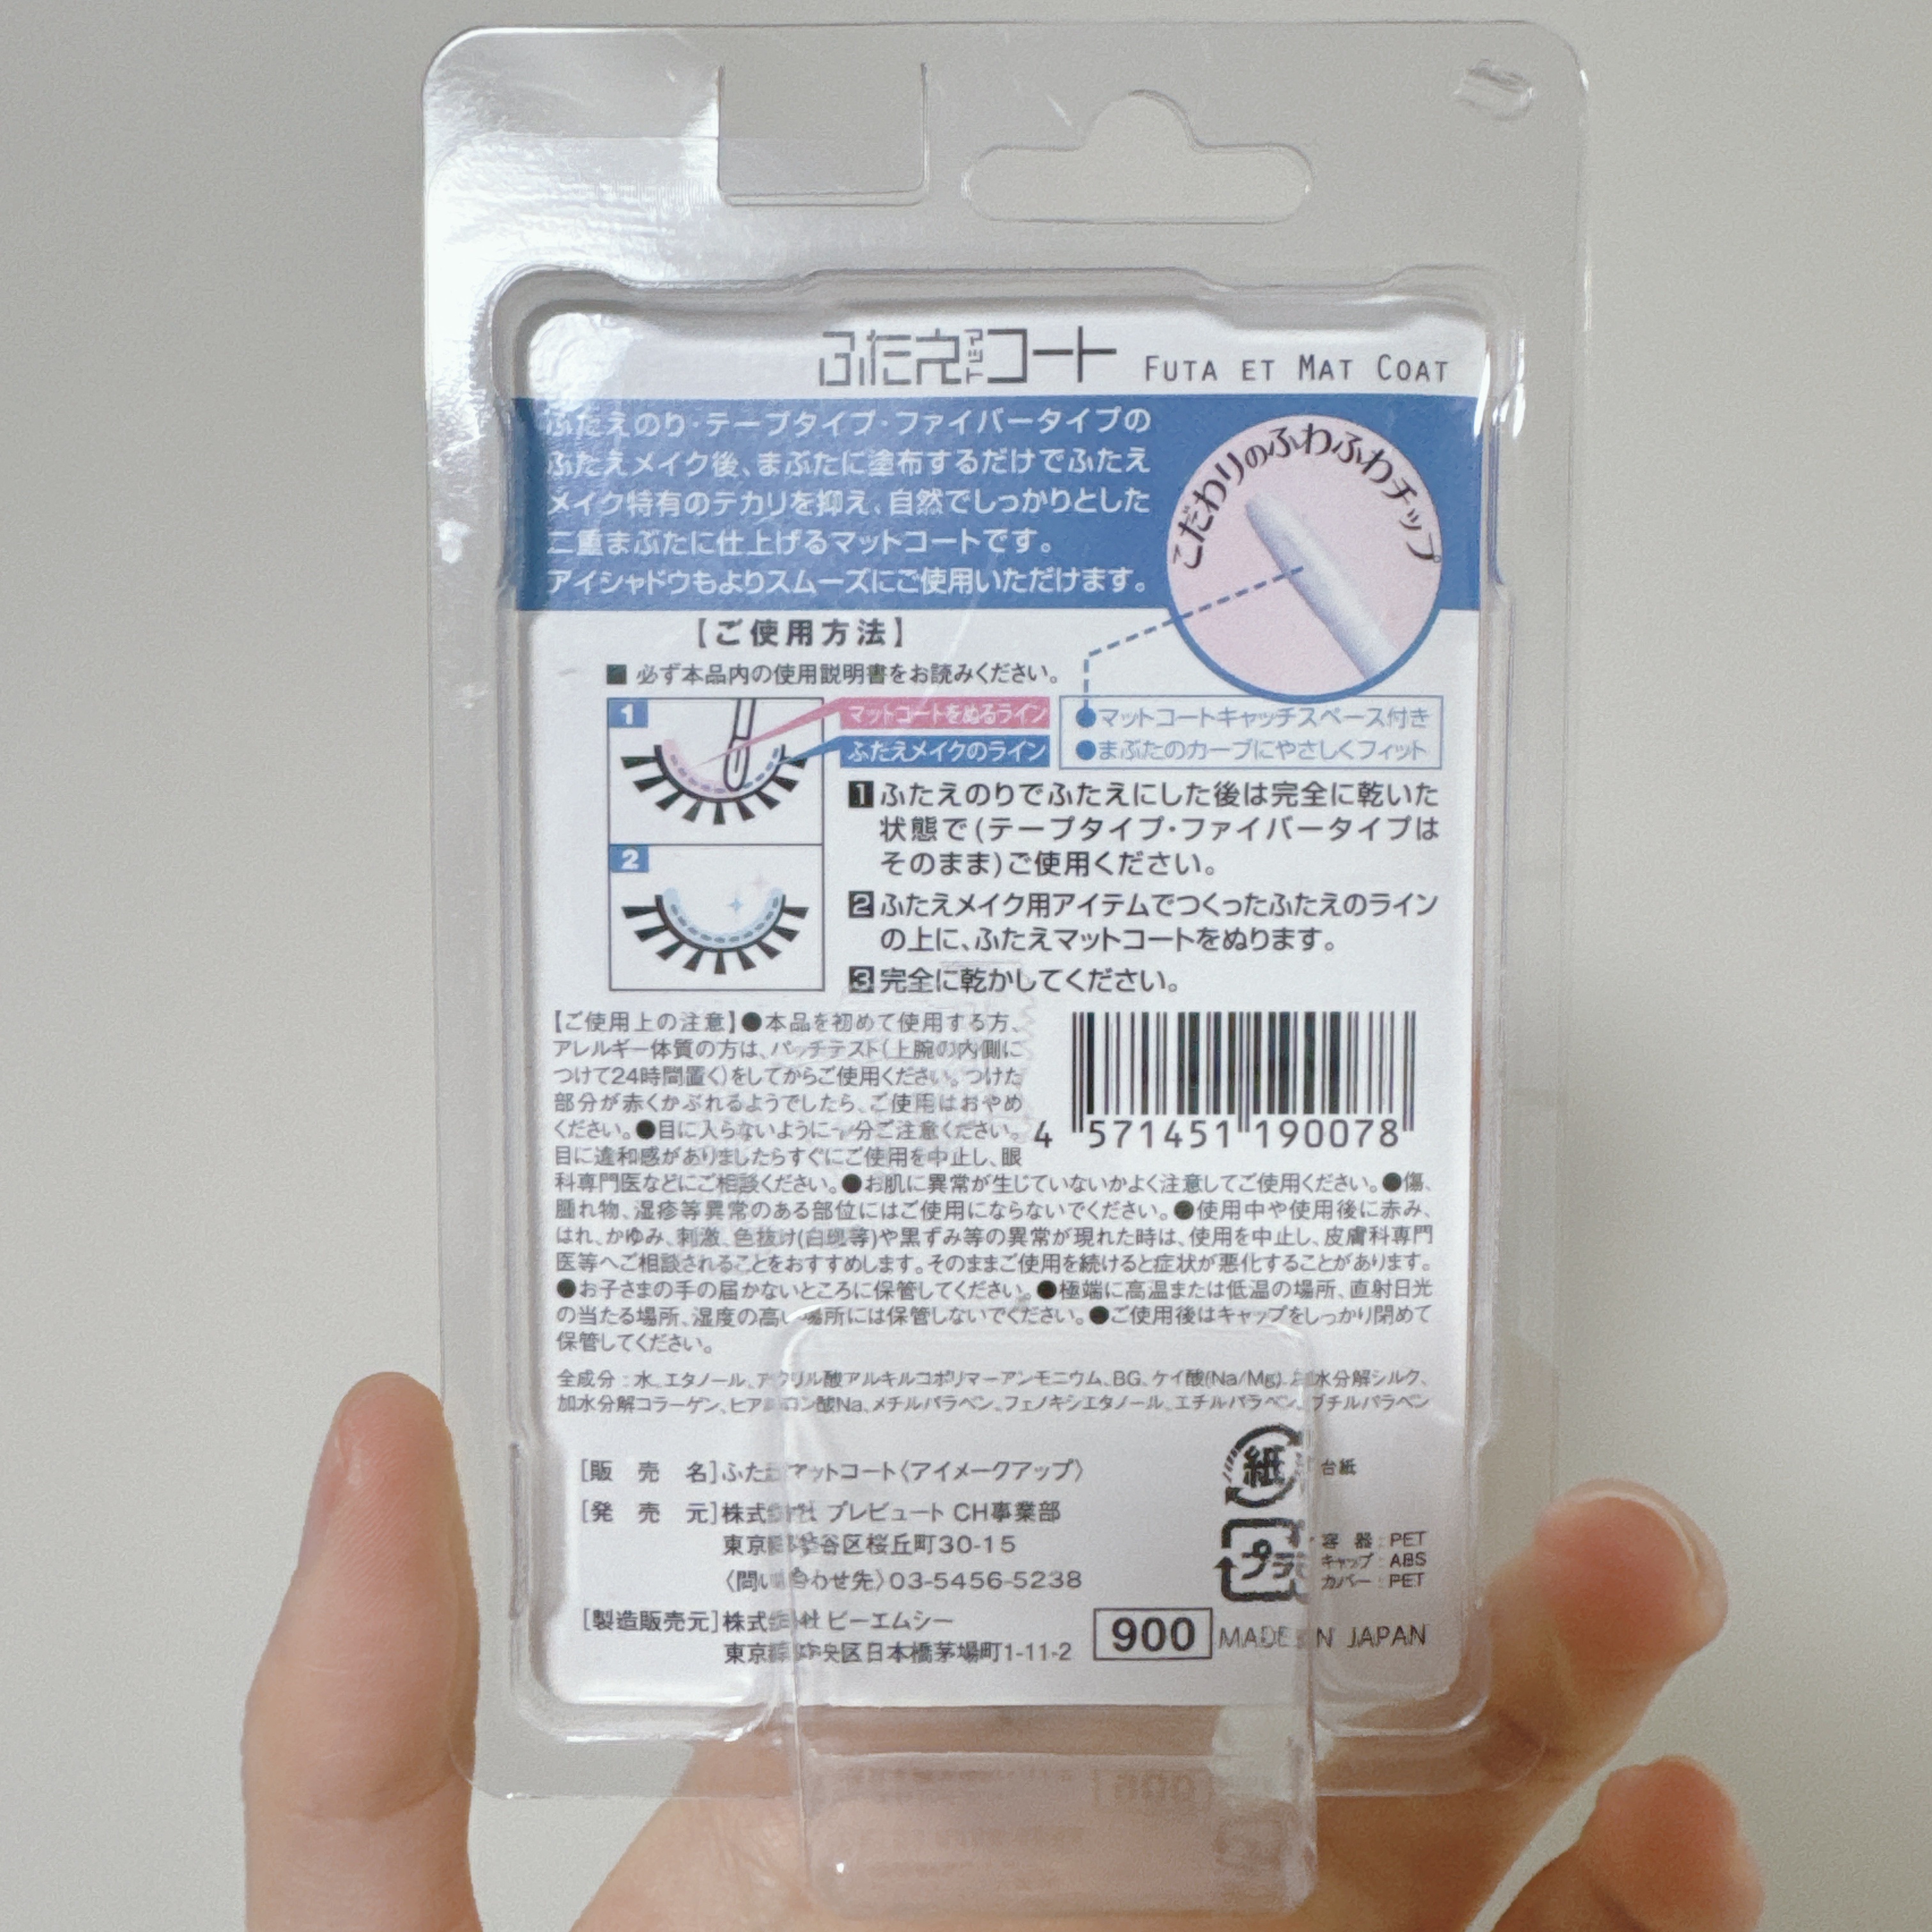 ふたえマットコート FUTA ET MAT COAT
ふたえのり・テープタイプ・ファイバータイプの
ふたえメイク後、まぶたに塗布するだけでふたえ
メイク特有のテカリを抑え、自然でしっかりとした
二重まぶたに仕上げるマットコートです。
アイシャドウもよりスムーズにご使用いただけます。
こだわりのふわふわチップ
【ご使用方法】
■ 必ず本品内の使用説明書をお読みください。
1
マットコートをぬるライン
ふたえメイクのライン
●マットコートキャッチスペース付き
●まぶたのカーブにやさしくフィット
2
1 ふたえのりでふたえにした後は完全に乾いた
状態で(テープタイプ・ファイバータイプは
そのまま)ご使用ください。
2 ふたえメイク用アイテムでつくったふたえのライン
の上に、ふたえマットコートをぬります。
3 完全に乾かしてください。
【ご使用上の注意】●本品を初めて使用する方、
アレルギー体質の方は、パッチテスト(上腕の内側に
つけて24時間置く)をしてからご使用ください。つけた
部分が赤くかぶれるようでしたら、ご使用はおやめ
ください。●目に入らないように十分ご注意ください。
目に違和感がありましたらすぐにご使用を中止し、眼
科専門医などにご相談ください。●お肌に異常が生じていないかよく注意してご使用ください。●傷、
腫れ物、湿疹等異常のある部位にはご使用にならないでください。●使用中や使用後に赤み、
はれ、かゆみ、刺激、色抜け(白斑等)や黒ずみ等の異常が現れた時は、使用を中止し、皮膚科専門
医等へご相談されることをおすすめします。そのままご使用を続けると症状が悪化することがあります。
●お子さまの手の届かないところに保管してください。●極端に高温または低温の場所、直射日光
の当たる場所、湿度の高い場所には保管しないでください。●ご使用後はキャップをしっかり閉めて
保管してください。
4 571451 190078
全成分：水、エタノール、アクリル酸アルキルコポリマーアンモニウム、BG、ケイ酸(Na/Mg)、加水分解シルク、
加水分解コラーゲン、ヒアルロン酸Na、メチルパラベン、フェノキシエタノール、エチルパラベン、ブチルパラベン
[販　売　名]ふたえマットコート〈アイメークアップ〉
[発　売　元]株式会社 プレビュート CH事業部
東京都渋谷区桜丘町30-15
〈問い合わせ先〉03-5456-5238
[製造販売元]株式会社 ビーエムシー
東京都中央区日本橋茅場町1-11-2
紙 台紙
プラ 容 器：PET
キャップ：ABS
カバー：PET
900 MADE IN JAPAN